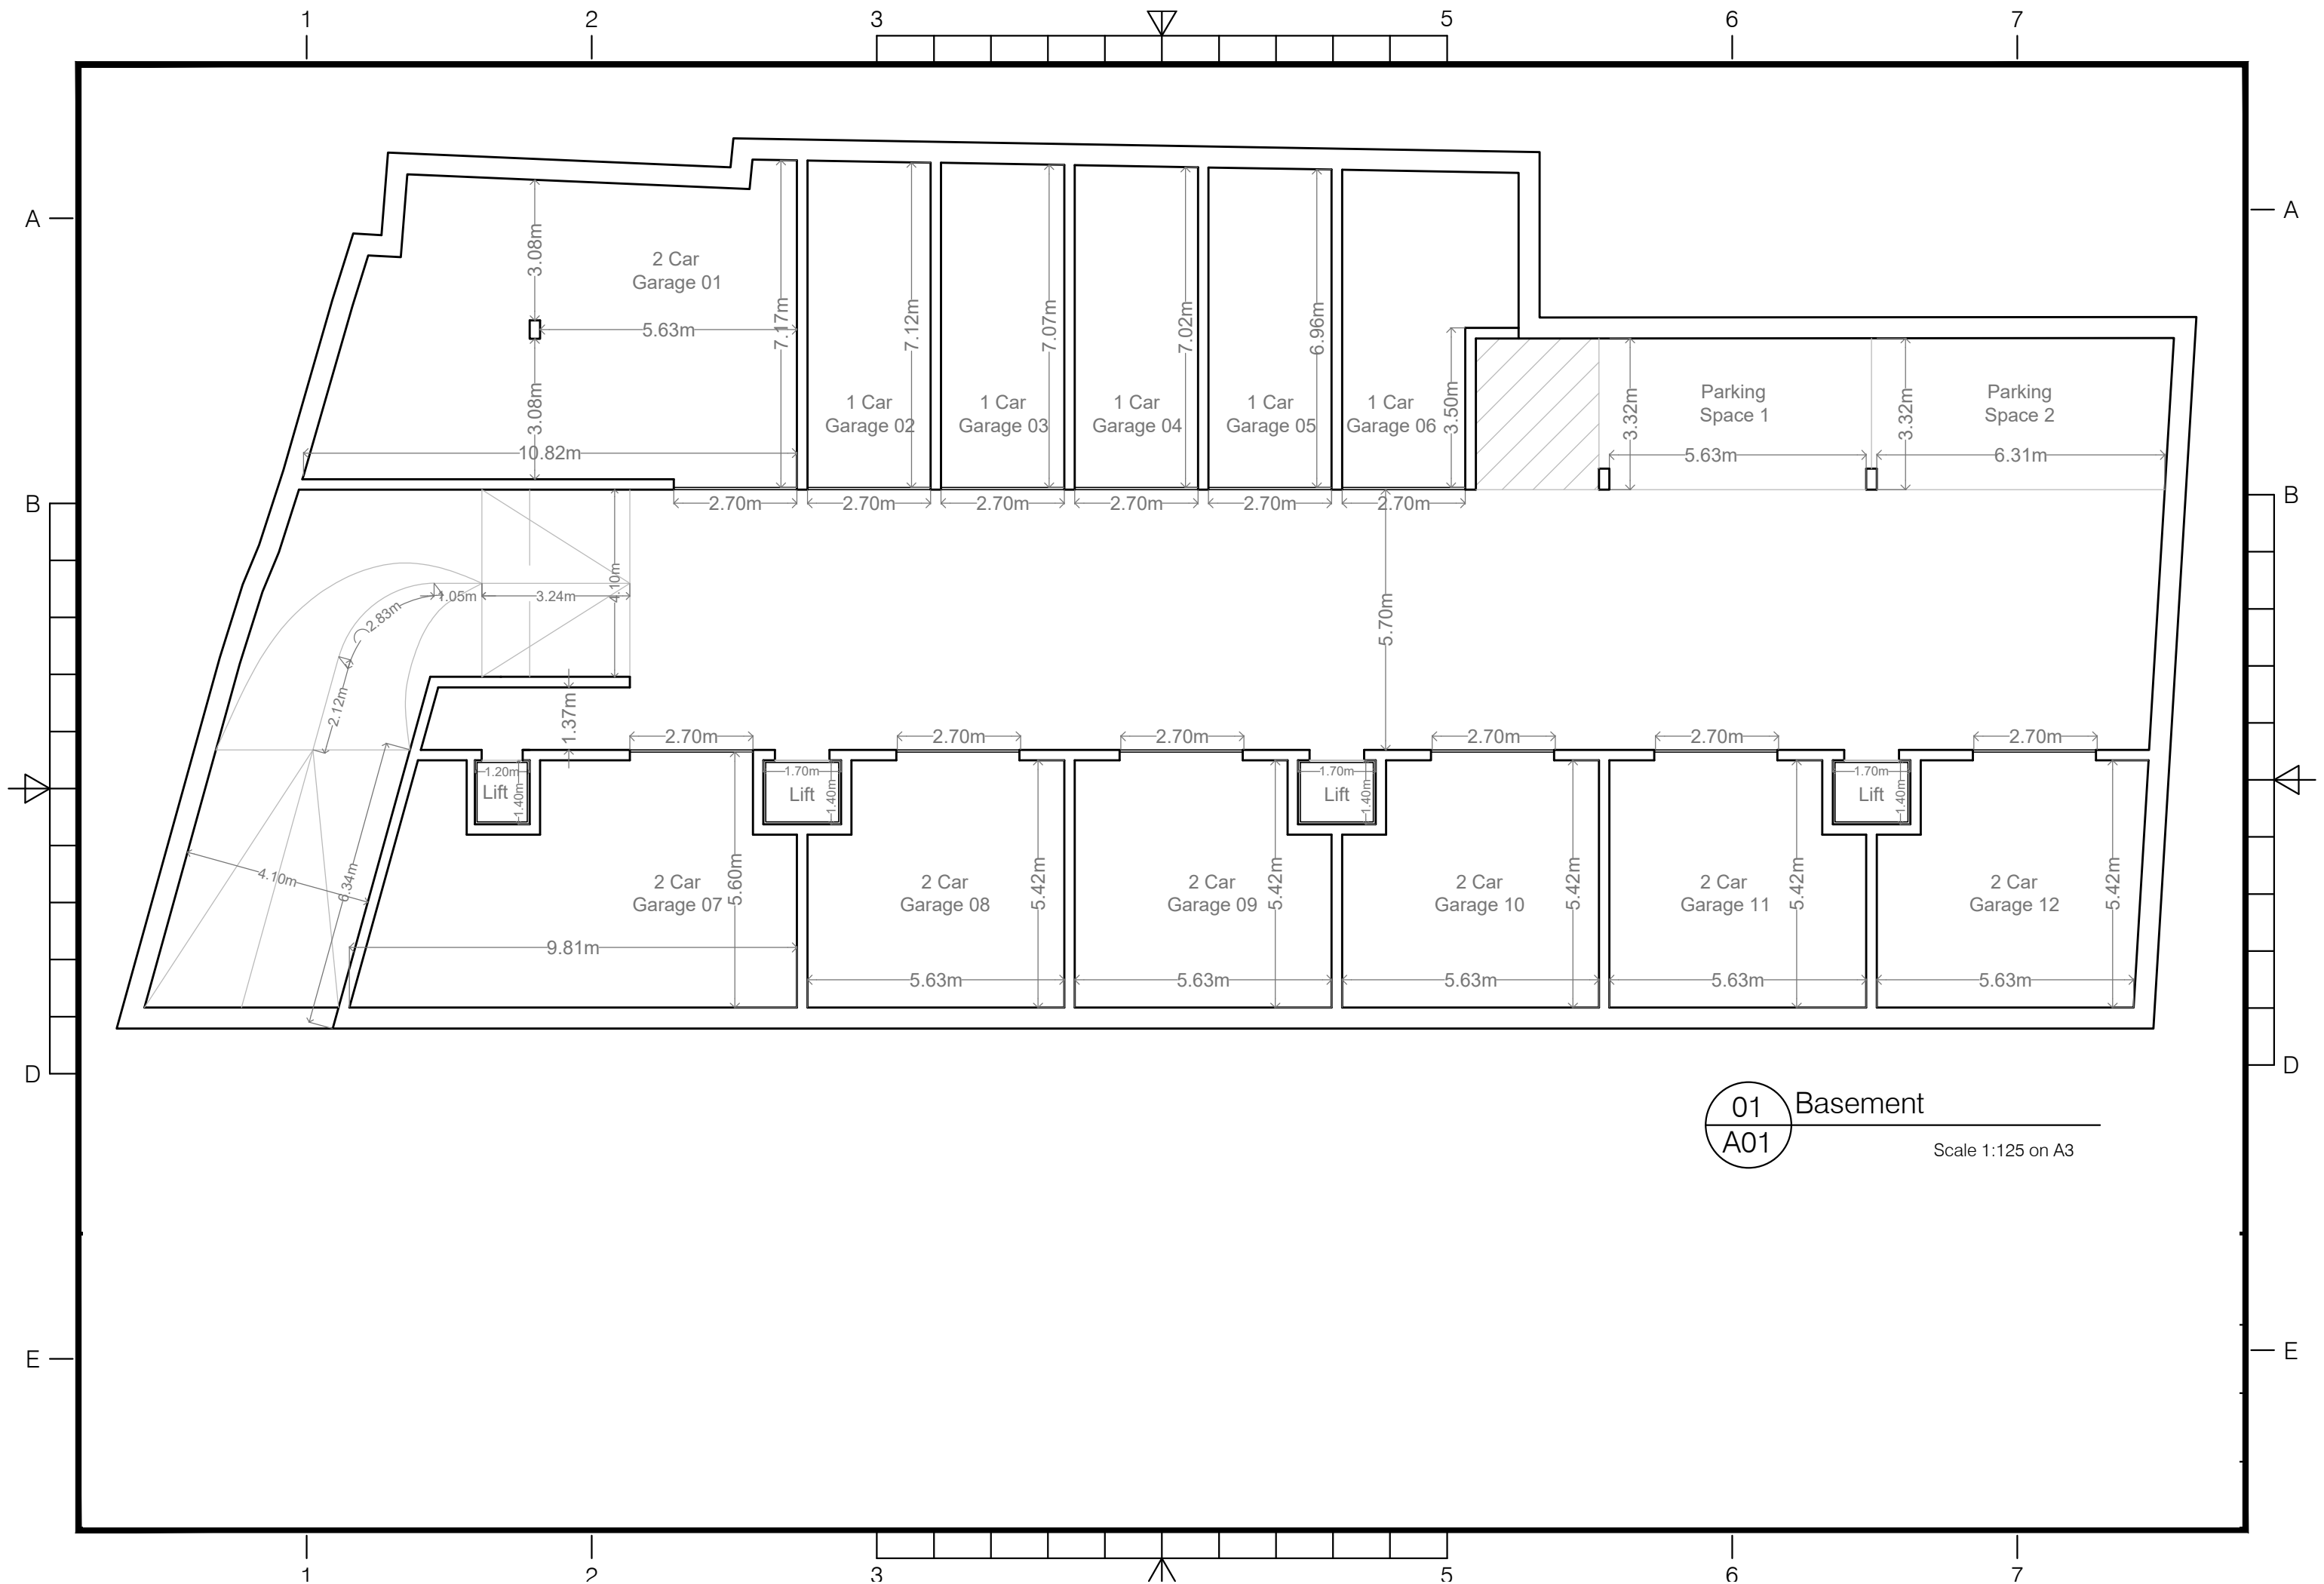 1
2
3
5
6
7
A
A
3.08m
2 Car
Garage 01
5.63m
7.17m
7.12m
7.07m
7.02m
6.96m
3.08m
10.82m
1 Car
Garage 02
1 Car
Garage 03
1 Car
Garage 04
1 Car
Garage 05
1 Car
Garage 06
3.50m
3.32m
Parking
Space 1
5.63m
3.32m
Parking
Space 2
6.31m
B
B
2.70m
2.70m
2.70m
2.70m
2.70m
2.70m
4.10m
1.05m
3.24m
2.83m
2.12m
5.70m
1.37m
2.70m
2.70m
2.70m
2.70m
2.70m
2.70m
1.20m
Lift
1.40m
1.70m
Lift
1.40m
1.70m
Lift
1.40m
1.70m
Lift
1.40m
4.10m
6.34m
2 Car
Garage 07
5.60m
9.81m
2 Car
Garage 08
5.42m
5.63m
2 Car
Garage 09
5.42m
5.63m
2 Car
Garage 10
5.42m
5.63m
2 Car
Garage 11
5.42m
5.63m
2 Car
Garage 12
5.42m
5.63m
D
D
01
A01
Basement
Scale 1:125 on A3
E
E
1
2
3
5
6
7